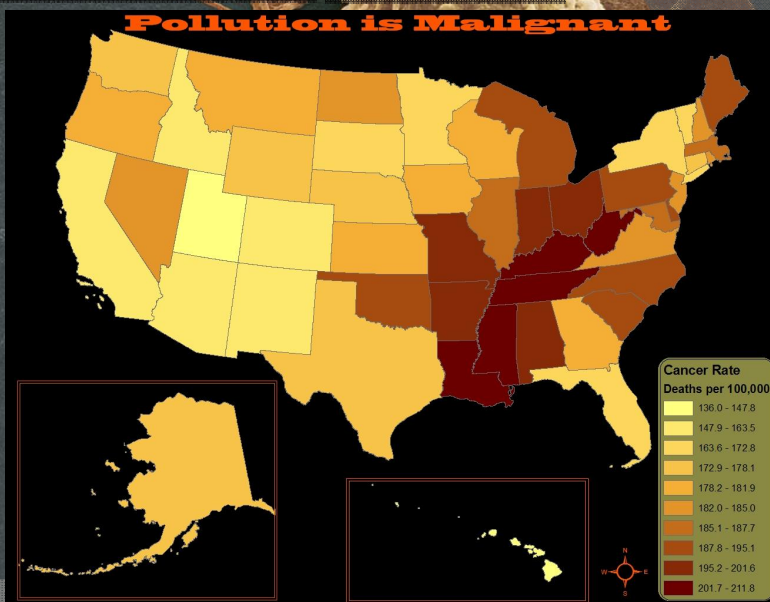 Pollution is Malignant
Cancer Rate
Deaths per 100,000
136.0 - 147.8
147.9 - 163.5
163.6 - 172.8
172.9 - 178.1
178.2 - 181.9
182.0 - 185.0
185.1 - 187.7
187.8 - 195.1
195.2 - 201.6
201.7 - 211.8
N
W E
S